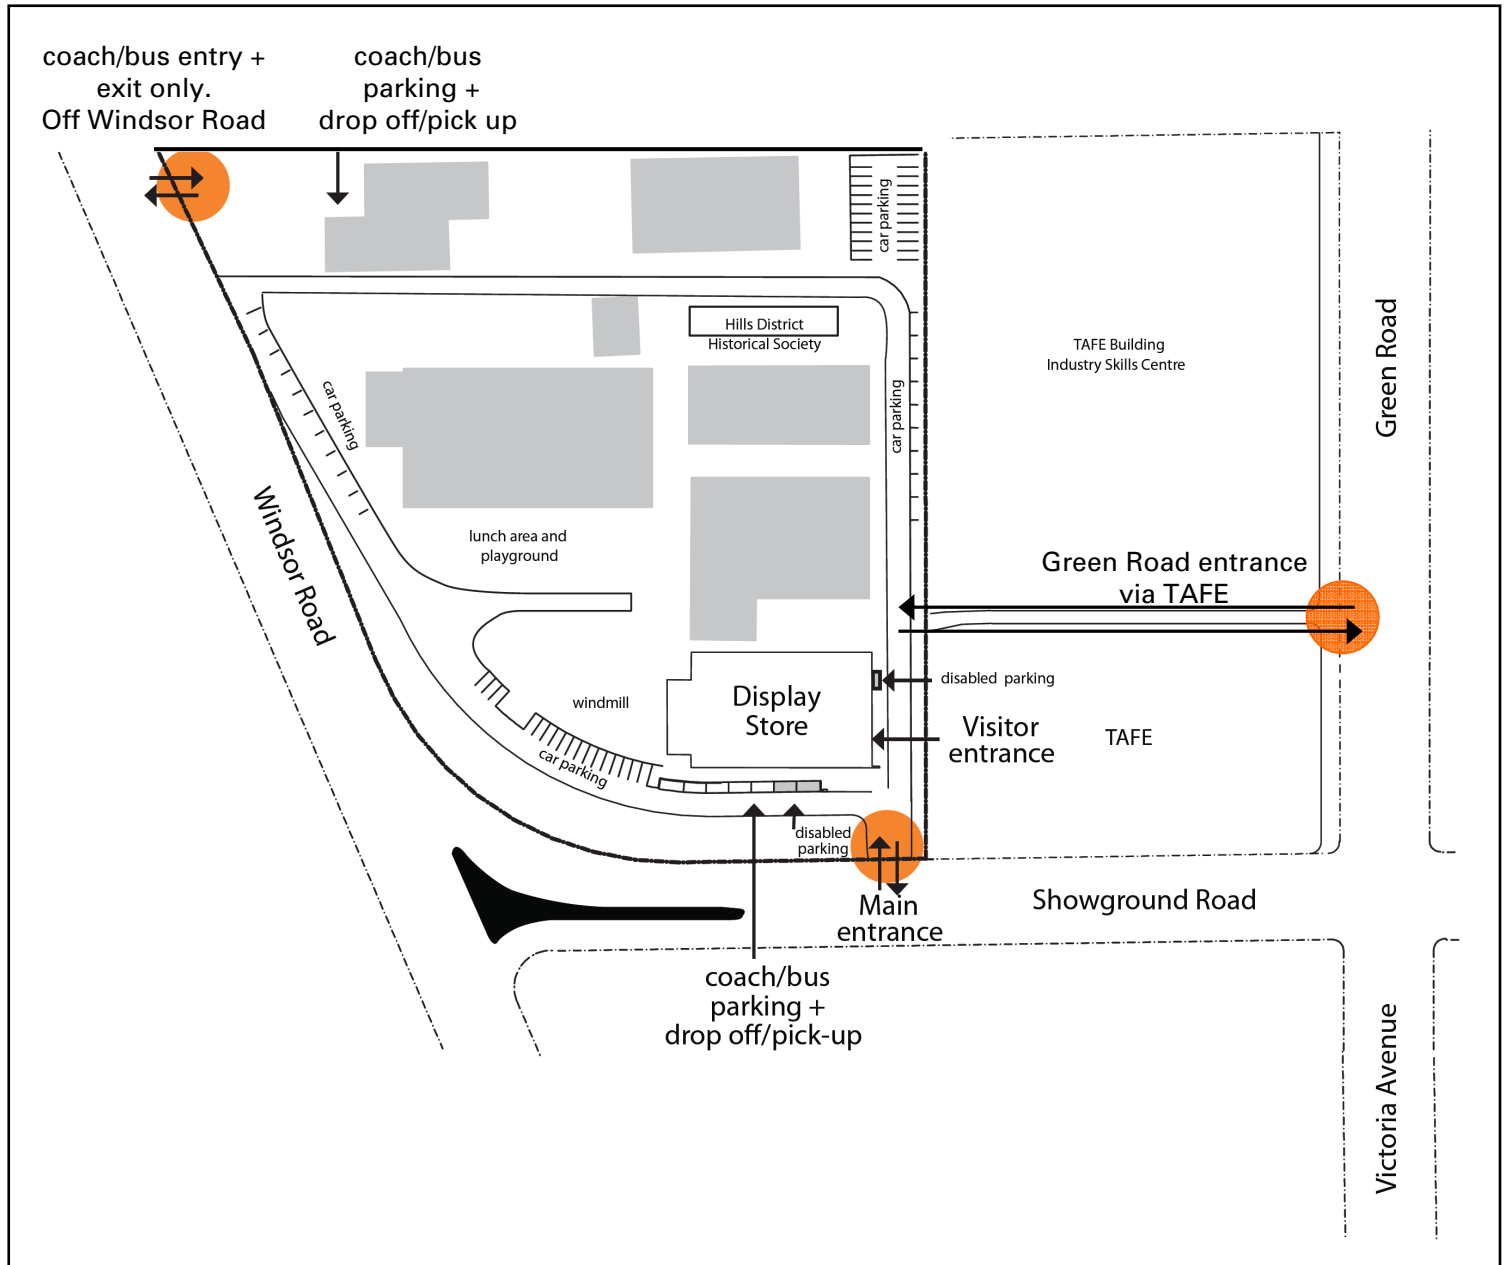 coach/bus entry +
exit only.
Off Windsor Road
coach/bus
parking +
drop off/pick up
car parking
Hills District
Historical Society
TAFE Building
Industry Skills Centre
Green Road
car parking
car parking
Windsor Road
lunch area and
playground
Green Road entrance
via TAFE
disabled parking
windmill
Display
Store
Visitor
entrance
TAFE
car parking
disabled
parking
Main
entrance
Showground Road
coach/bus
parking +
drop off/pick-up
Victoria Avenue